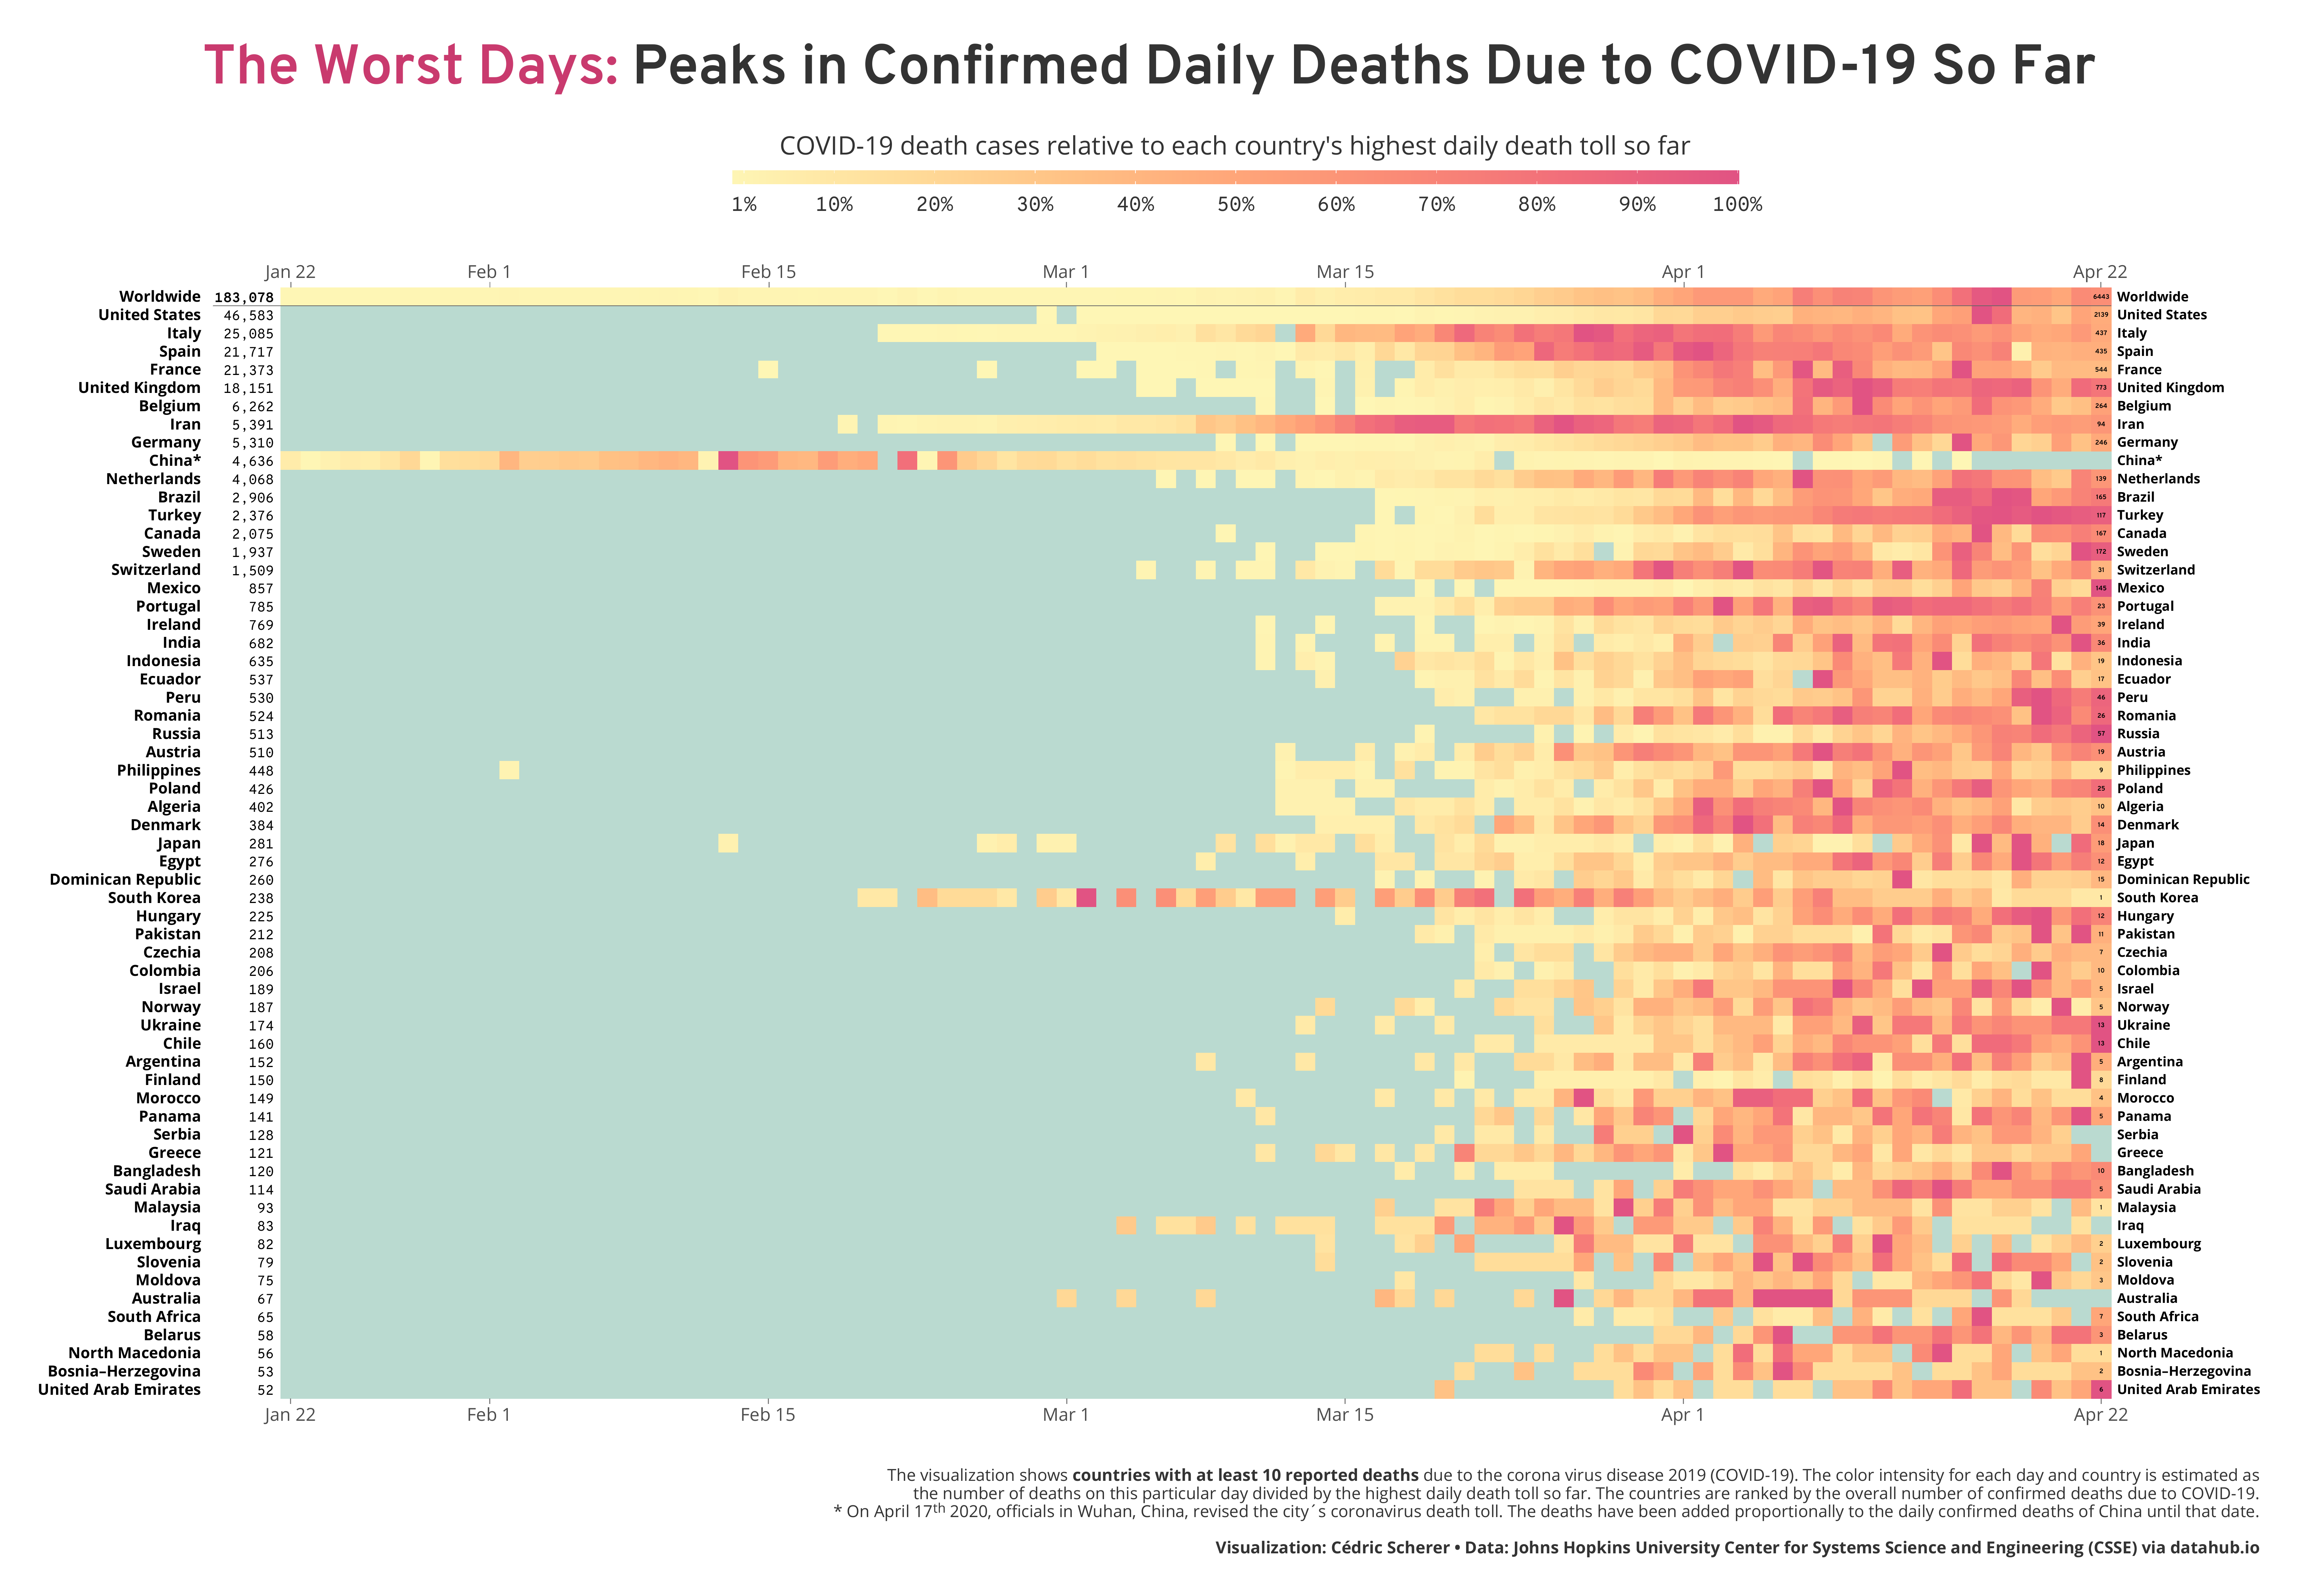 The Worst Days: Peaks in Confirmed Daily Deaths Due to COVID-19 So Far
COVID-19 death cases relative to each country's highest daily death toll so far
1% 10% 20% 30% 40% 50% 60% 70% 80% 90% 100%
Jan 22 Feb 1 Feb 15 Mar 1 Mar 15 Apr 1 Apr 22
Worldwide 183,078 6443 Worldwide
United States 46,583 2139 United States
Italy 25,085 437 Italy
Spain 21,717 435 Spain
France 21,373 544 France
United Kingdom 18,151 773 United Kingdom
Belgium 6,262 264 Belgium
Iran 5,391 94 Iran
Germany 5,310 246 Germany
China* 4,636 China*
Netherlands 4,068 139 Netherlands
Brazil 2,906 165 Brazil
Turkey 2,376 117 Turkey
Canada 2,075 167 Canada
Sweden 1,937 172 Sweden
Switzerland 1,509 31 Switzerland
Mexico 857 145 Mexico
Portugal 785 23 Portugal
Ireland 769 39 Ireland
India 682 36 India
Indonesia 635 19 Indonesia
Ecuador 537 17 Ecuador
Peru 530 46 Peru
Romania 524 26 Romania
Russia 513 57 Russia
Austria 510 19 Austria
Philippines 448 9 Philippines
Poland 426 25 Poland
Algeria 402 10 Algeria
Denmark 384 14 Denmark
Japan 281 18 Japan
Egypt 276 12 Egypt
Dominican Republic 260 15 Dominican Republic
South Korea 238 1 South Korea
Hungary 225 12 Hungary
Pakistan 212 11 Pakistan
Czechia 208 7 Czechia
Colombia 206 10 Colombia
Israel 189 5 Israel
Norway 187 5 Norway
Ukraine 174 13 Ukraine
Chile 160 13 Chile
Argentina 152 5 Argentina
Finland 150 8 Finland
Morocco 149 4 Morocco
Panama 141 5 Panama
Serbia 128 Serbia
Greece 121 Greece
Bangladesh 120 10 Bangladesh
Saudi Arabia 114 5 Saudi Arabia
Malaysia 93 1 Malaysia
Iraq 83 Iraq
Luxembourg 82 2 Luxembourg
Slovenia 79 2 Slovenia
Moldova 75 3 Moldova
Australia 67 Australia
South Africa 65 7 South Africa
Belarus 58 3 Belarus
North Macedonia 56 1 North Macedonia
Bosnia–Herzegovina 53 2 Bosnia–Herzegovina
United Arab Emirates 52 6 United Arab Emirates
Jan 22 Feb 1 Feb 15 Mar 1 Mar 15 Apr 1 Apr 22
The visualization shows countries with at least 10 reported deaths due to the corona virus disease 2019 (COVID-19). The color intensity for each day and country is estimated as
the number of deaths on this particular day divided by the highest daily death toll so far. The countries are ranked by the overall number of confirmed deaths due to COVID-19.
* On April 17th 2020, officials in Wuhan, China, revised the city´s coronavirus death toll. The deaths have been added proportionally to the daily confirmed deaths of China until that date.
Visualization: Cédric Scherer • Data: Johns Hopkins University Center for Systems Science and Engineering (CSSE) via datahub.io